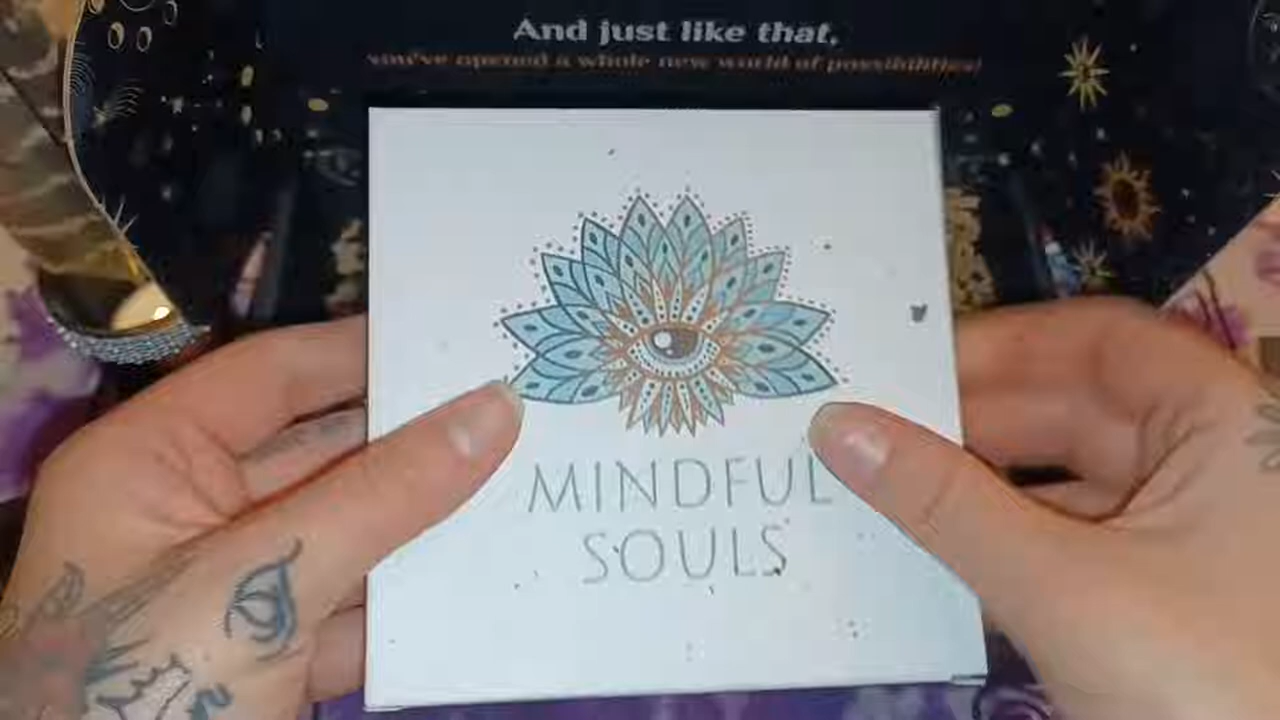 And just like that,
you've opened a whole new world of possibilities!
MINDFUL
SOULS